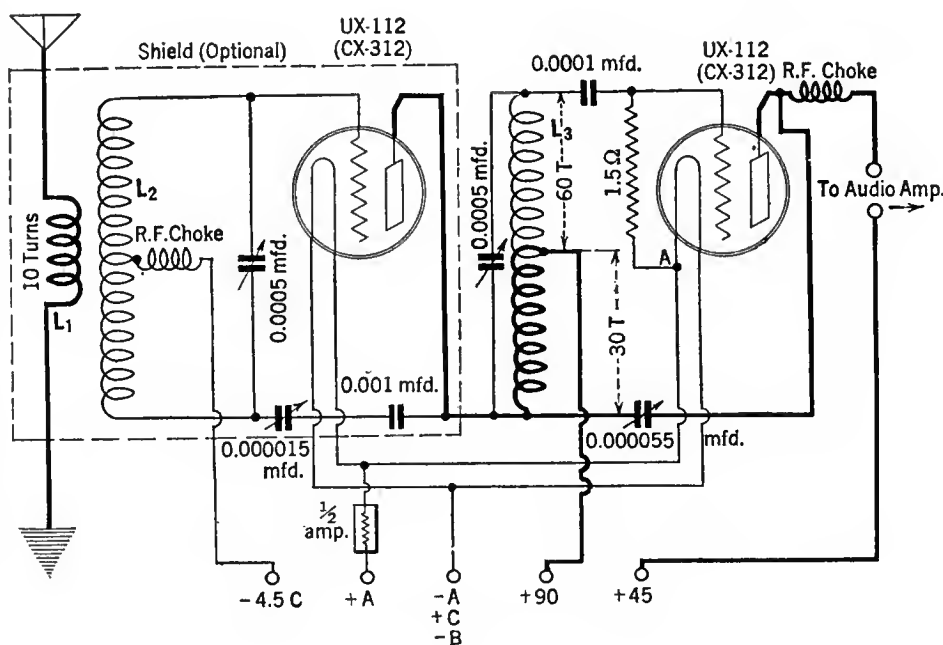 UX-112
(CX-312)
Shield (Optional)
UX-112
(CX-312)
R.F. Choke
0.0001 mfd.
L2
R.F. Choke
10 Turns
L1
0.0005 mfd.
0.0005 mfd.
L3
60 T
1.5 Ω
A
30 T
To Audio Amp.
0.001 mfd.
0.000015
mfd.
0.000055 mfd.
½
amp.
- 4.5 C
+A
-A
+C
-B
+90
+45